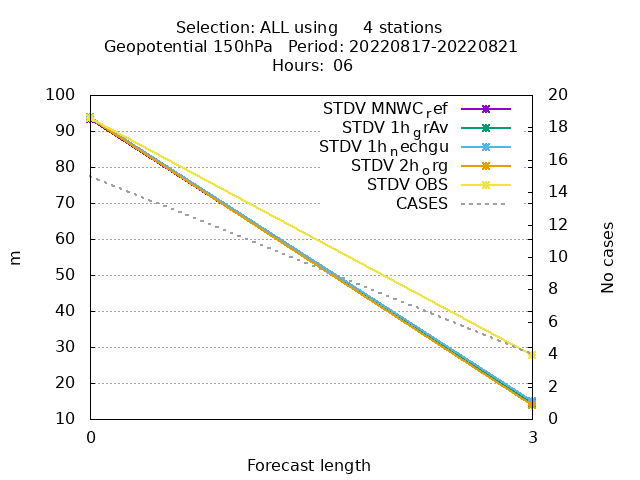 Selection: ALL using     4 stations
Geopotential 150hPa   Period: 20220817-20220821
Hours:  06
100
90
80
70
60
50
40
30
20
10
m
STDV MNWC_ref
STDV 1h_grAv
STDV 1h_nechgu
STDV 2h_org
STDV OBS
CASES
20
18
16
14
12
10
8
6
4
2
0
No cases
0
3
Forecast length